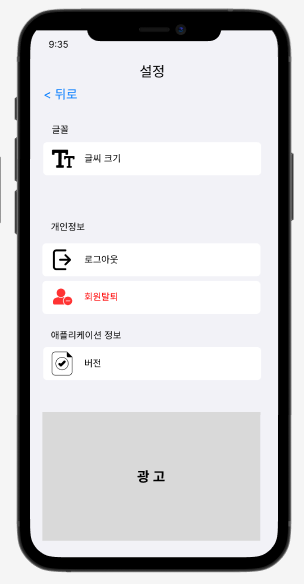 9:35
설정
< 뒤로
글꼴
글씨 크기
개인정보
로그아웃
회원탈퇴
애플리케이션 정보
버전
광 고